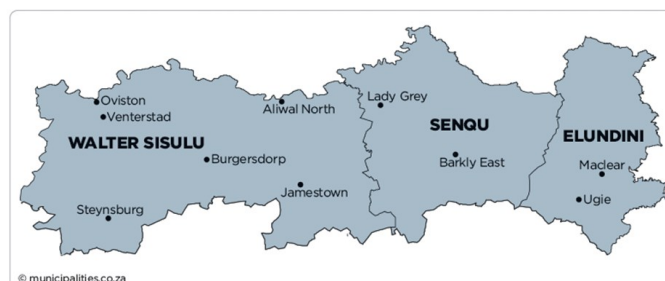 Oviston
Venterstad
Aliwal North
Lady Grey
WALTER SISULU
SENQU
ELUNDINI
Burgersdorp
Barkly East
Maclear
Jamestown
Ugie
Steynsburg
© municipalities.co.za